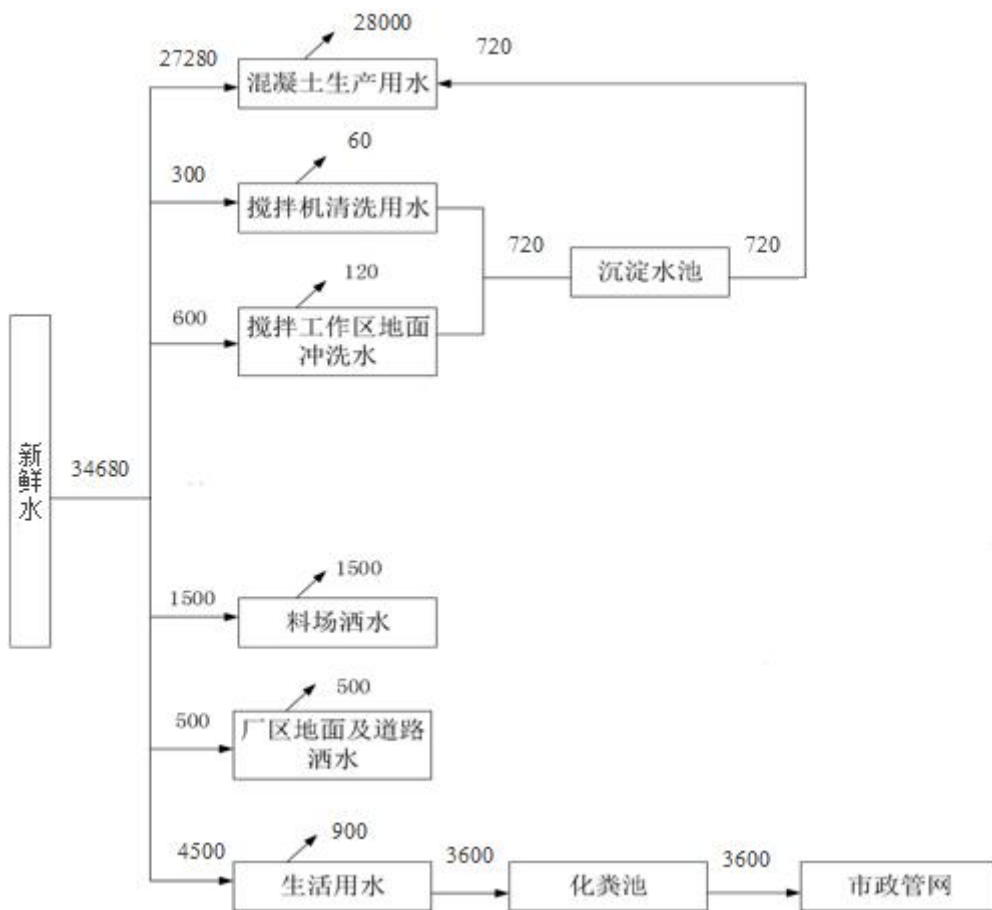 28000
27280
720
混凝土生产用水
60
300
搅拌机清洗用水
720
沉淀水池
720
120
600
搅拌工作区地面
冲洗水
新鲜水
34680
1500
1500
料场洒水
500
500
厂区地面及道路
洒水
900
4500
生活用水
3600
化粪池
3600
市政管网